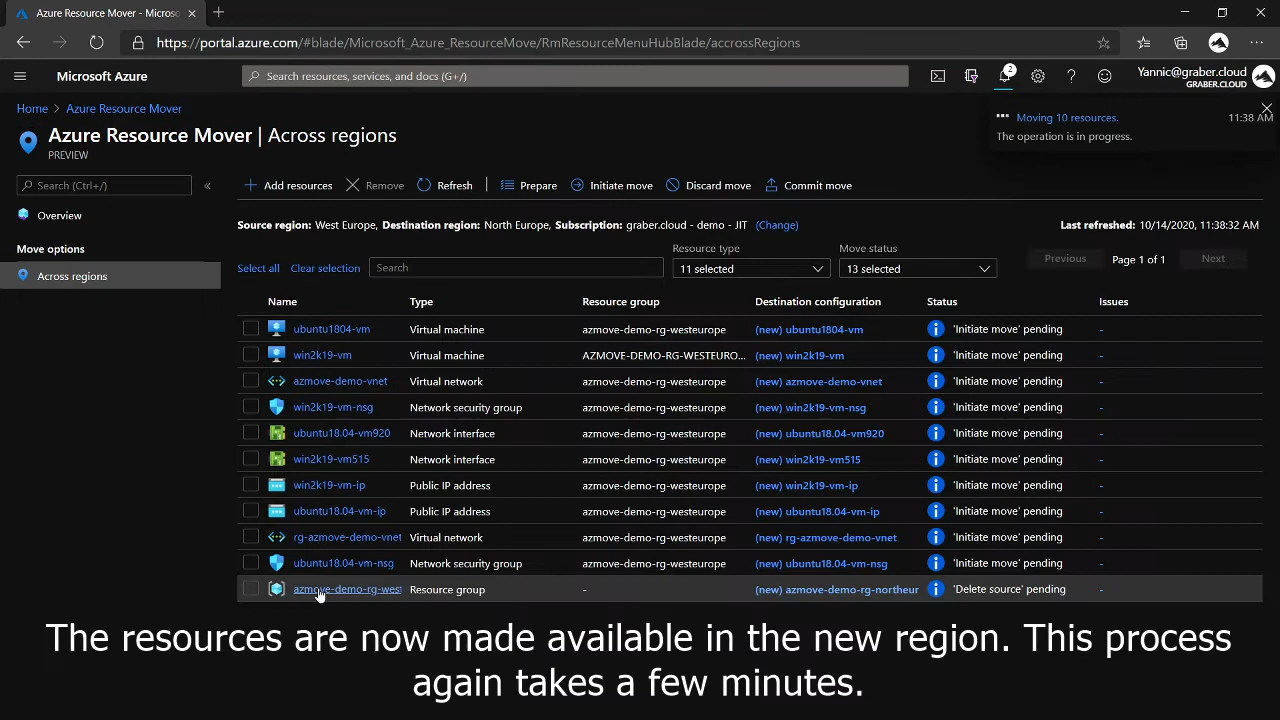 Azure Resource Mover - Microso
https://portal.azure.com/#blade/Microsoft_Azure_ResourceMove/RmResourceMenuHubBlade/accrossRegions
Microsoft Azure
Search resources, services, and docs (G+/)
2
Yannic@graber.cloud
GRABER.CLOUD
Home > Azure Resource Mover
Moving 10 resources.
11:38 AM
The operation is in progress.
Azure Resource Mover | Across regions
PREVIEW
Search (Ctrl+/)
«
Overview
Move options
Across regions
Add resources Remove Refresh Prepare Initiate move Discard move Commit move
Source region: West Europe, Destination region: North Europe, Subscription: graber.cloud - demo - JIT (Change)
Last refreshed: 10/14/2020, 11:38:32 AM
Select all Clear selection Search
Resource type
11 selected
Move status
13 selected
Previous Page 1 of 1 Next
Name Type Resource group Destination configuration Status Issues
ubuntu1804-vm Virtual machine azmove-demo-rg-westeurope (new) ubuntu1804-vm 'Initiate move' pending -
win2k19-vm Virtual machine AZMOVE-DEMO-RG-WESTEURO... (new) win2k19-vm 'Initiate move' pending -
azmove-demo-vnet Virtual network azmove-demo-rg-westeurope (new) azmove-demo-vnet 'Initiate move' pending -
win2k19-vm-nsg Network security group azmove-demo-rg-westeurope (new) win2k19-vm-nsg 'Initiate move' pending -
ubuntu18.04-vm920 Network interface azmove-demo-rg-westeurope (new) ubuntu18.04-vm920 'Initiate move' pending -
win2k19-vm515 Network interface azmove-demo-rg-westeurope (new) win2k19-vm515 'Initiate move' pending -
win2k19-vm-ip Public IP address azmove-demo-rg-westeurope (new) win2k19-vm-ip 'Initiate move' pending -
ubuntu18.04-vm-ip Public IP address azmove-demo-rg-westeurope (new) ubuntu18.04-vm-ip 'Initiate move' pending -
rg-azmove-demo-vnet Virtual network azmove-demo-rg-westeurope (new) rg-azmove-demo-vnet 'Initiate move' pending -
ubuntu18.04-vm-nsg Network security group azmove-demo-rg-westeurope (new) ubuntu18.04-vm-nsg 'Initiate move' pending -
azmove-demo-rg-west Resource group - (new) azmove-demo-rg-northeur 'Delete source' pending -
The resources are now made available in the new region. This process
again takes a few minutes.